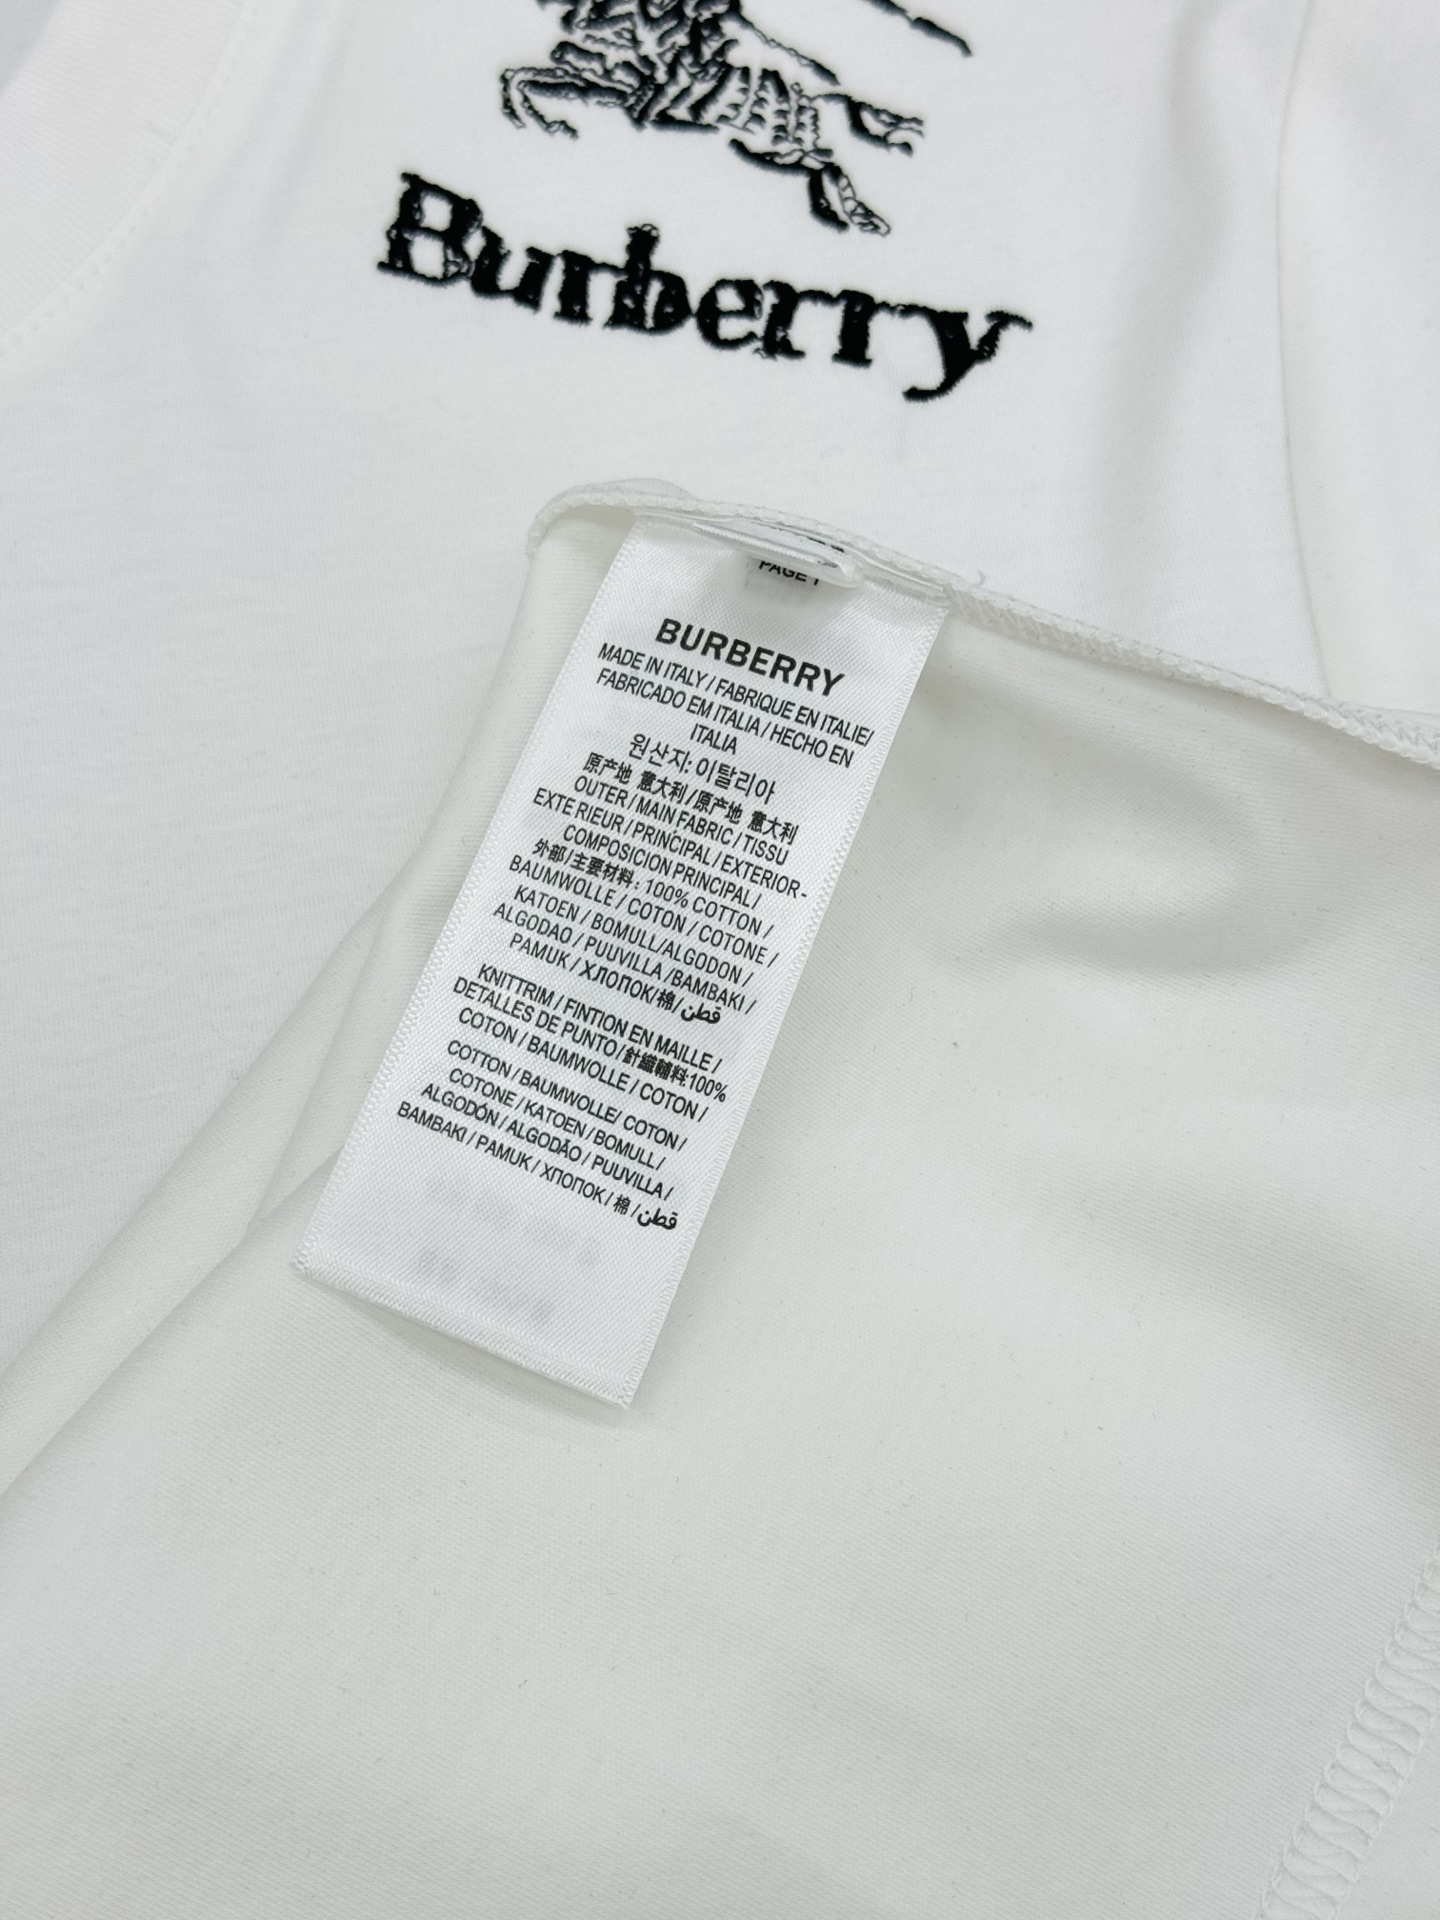 Burberry
PAGE 1
BURBERRY
MADE IN ITALY / FABRIQUE EN ITALIE/
FABRICADO EM ITALIA / HECHO EN
ITALIA
원산지: 이탈리아
原产地 意大利/原产地 意大利
OUTER / MAIN FABRIC / TISSU
EXTE RIEUR / PRINCIPAL / EXTERIOR-
COMPOSICION PRINCIPAL /
外部/主要材料: 100% COTTON /
BAUMWOLLE / COTON / COTONE /
KATOEN / BOMULL/ALGODON /
ALGODAO / PUUVILLA /BAMBAKI /
PAMUK / ХЛОПОК/棉/قطن
KNITTRIM / FINTION EN MAILLE /
DETALLES DE PUNTO/針織輔料:100%
COTON / BAUMWOLLE / COTON /
COTTON / BAUMWOLLE/ COTON /
COTONE / KATOEN / BOMULL /
ALGODÓN / ALGODÃO / PUUVILLA /
BAMBAKI / PAMUK / ХПОПОК / 棉 /قطن